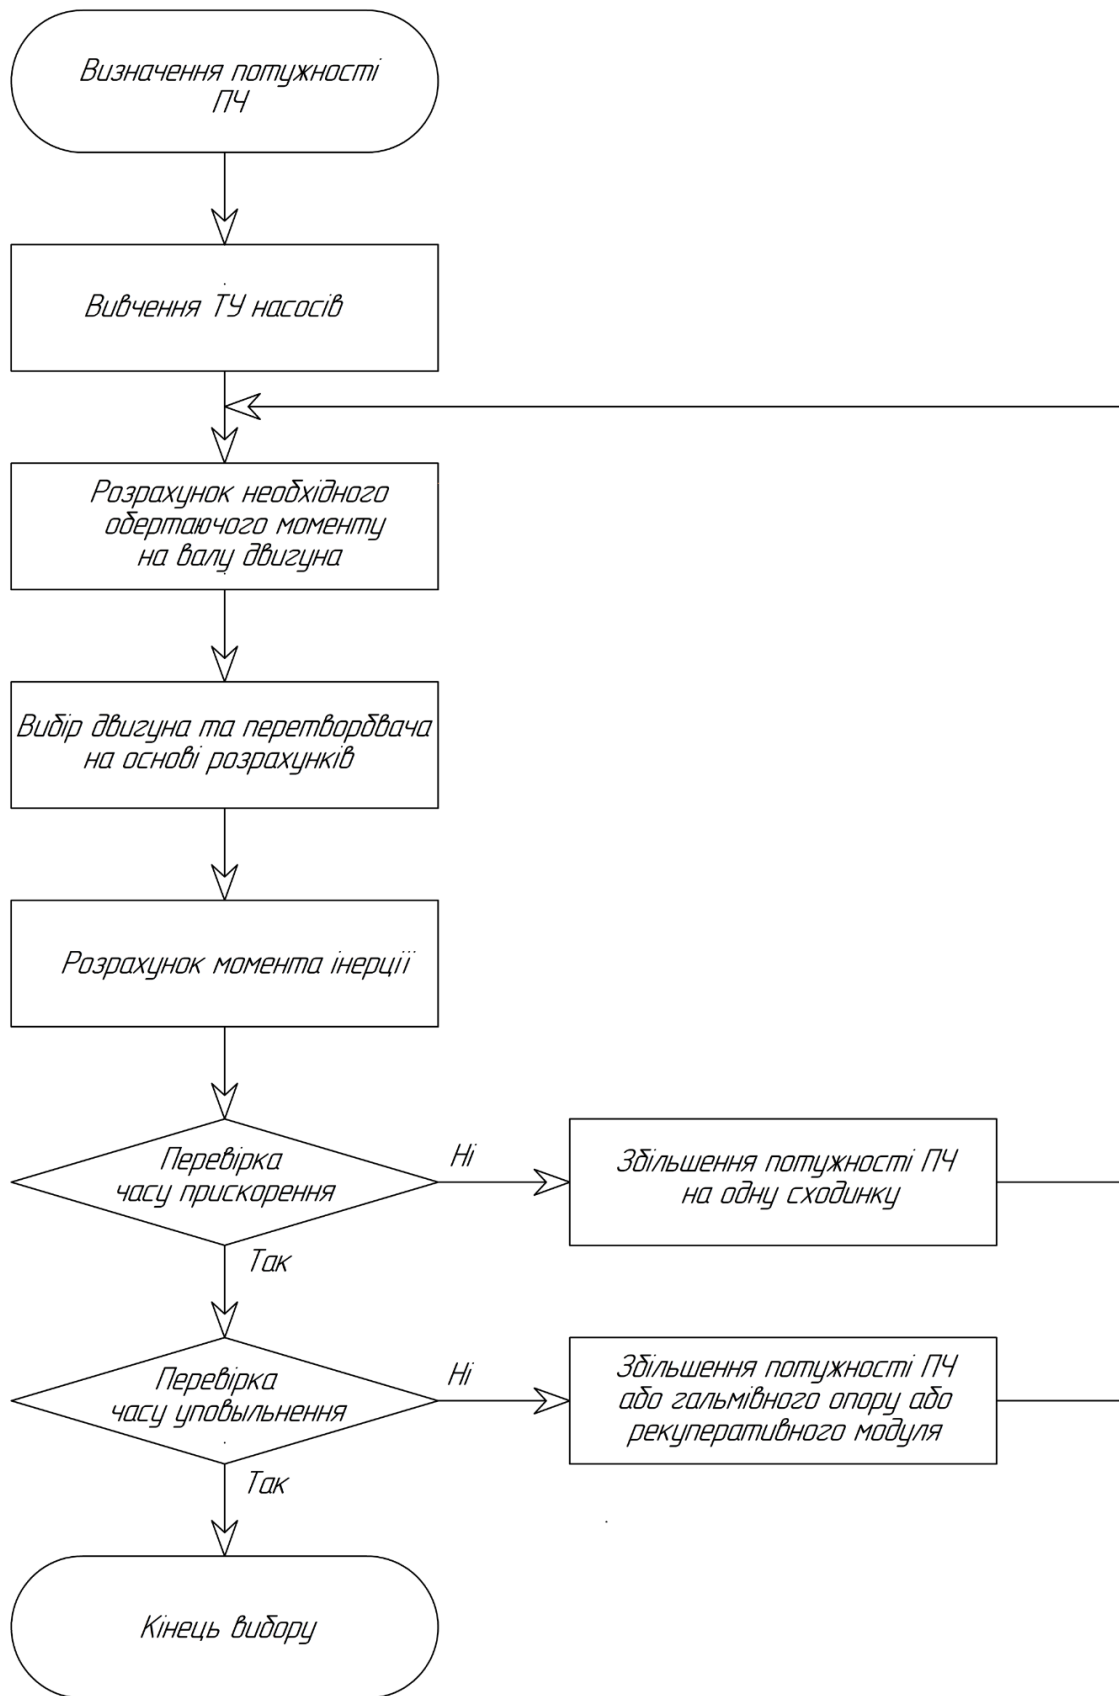 Визначення потужності
ПЧ
Вивчення ТУ насосів
Розрахунок необхідного
обертаючого моменту
на валу двигуна
Вибір двигуна та перетворбвача
на основі розрахунків
Розрахунок момента інерції
Перевірка
часу прискорення
Ні
Збільшення потужності ПЧ
на одну сходинку
Так
Перевірка
часу уповыльнення
Ні
Збільшення потужності ПЧ
або гальмівного опору або
рекуперативного модуля
Так
Кінець вибору